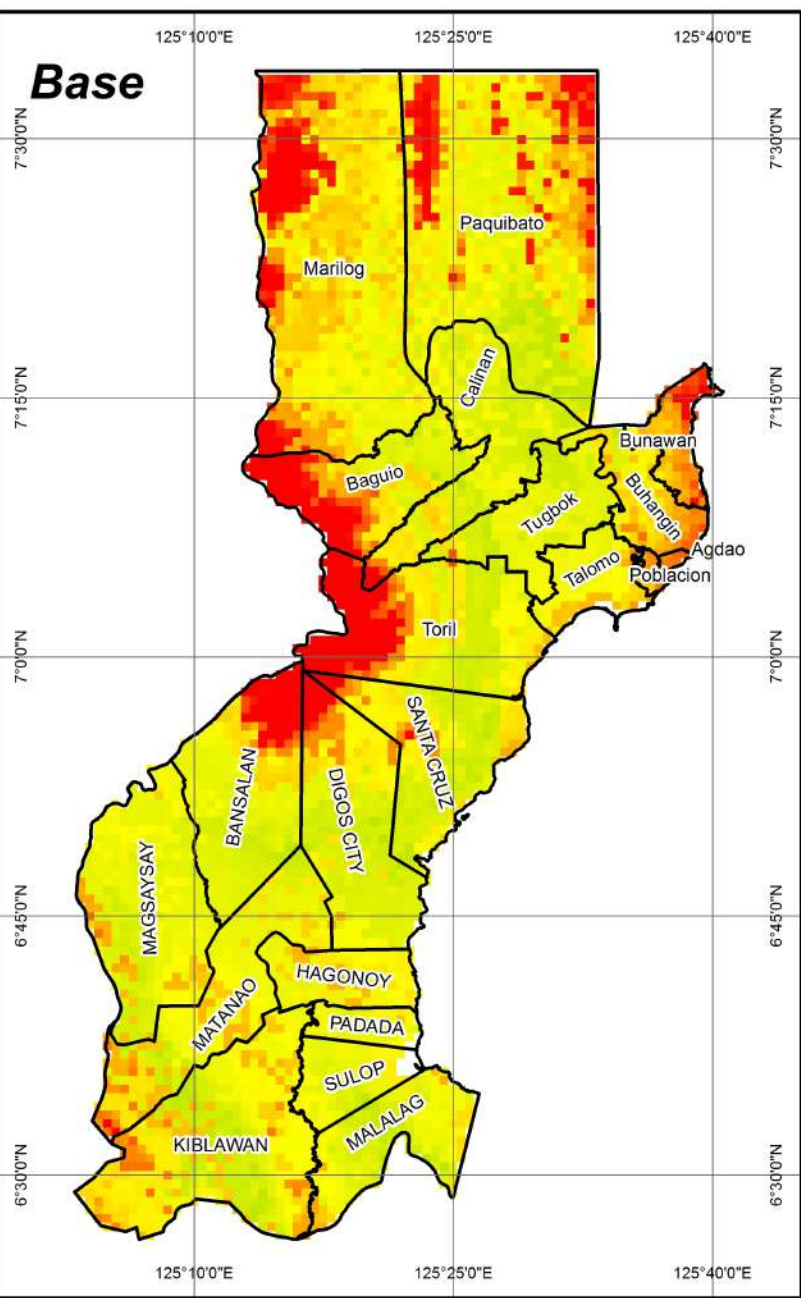 125°10'0"E 125°25'0"E 125°40'0"E
Base
7°30'0"N 7°30'0"N
Paquibato
Marilog
Calinan
7°15'0"N 7°15'0"N
Bunawan
Baguio
Buhangin
Tugbok
Agdao
Talomo
Poblacion
Toril
7°0'0"N 7°0'0"N
SANTA CRUZ
BANSALAN
DIGOS CITY
MAGSAYSAY
6°45'0"N 6°45'0"N
HAGONOY
MATANAO
PADADA
SULOP
MALALAG
KIBLAWAN
6°30'0"N 6°30'0"N
125°10'0"E 125°25'0"E 125°40'0"E